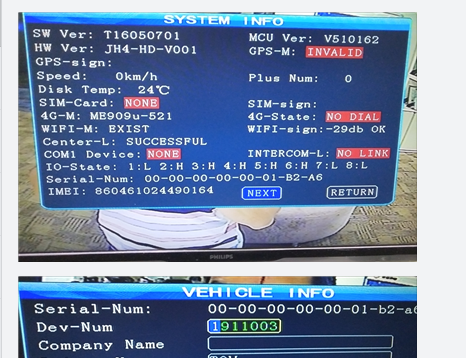 SYSTEM INFO
SW Ver: T16050701 MCU Ver: V510162
HW Ver: JH4-HD-V001 GPS-M: INVALID
GPS-sign:
Speed: 0km/h Plus Num: 0
Disk Temp: 24℃
SIM-Card: NONE SIM-sign:
4G-M: ME909u-521 4G-State: NO DIAL
WIFI-M: EXIST WIFI-sign:-29db OK
Center-L: SUCCESSFUL
COM1 Device: NONE INTERCOM-L: NO LINK
IO-State: 1:L 2:H 3:H 4:H 5:H 6:H 7:L 8:L
Serial-Num: 00-00-00-00-00-01-B2-A6
IMEI: 860461024490164 NEXT RETURN
PHILIPS
VEHICLE INFO
Serial-Num: 00-00-00-00-00-01-b2-a6
Dev-Num 1911003
Company Name